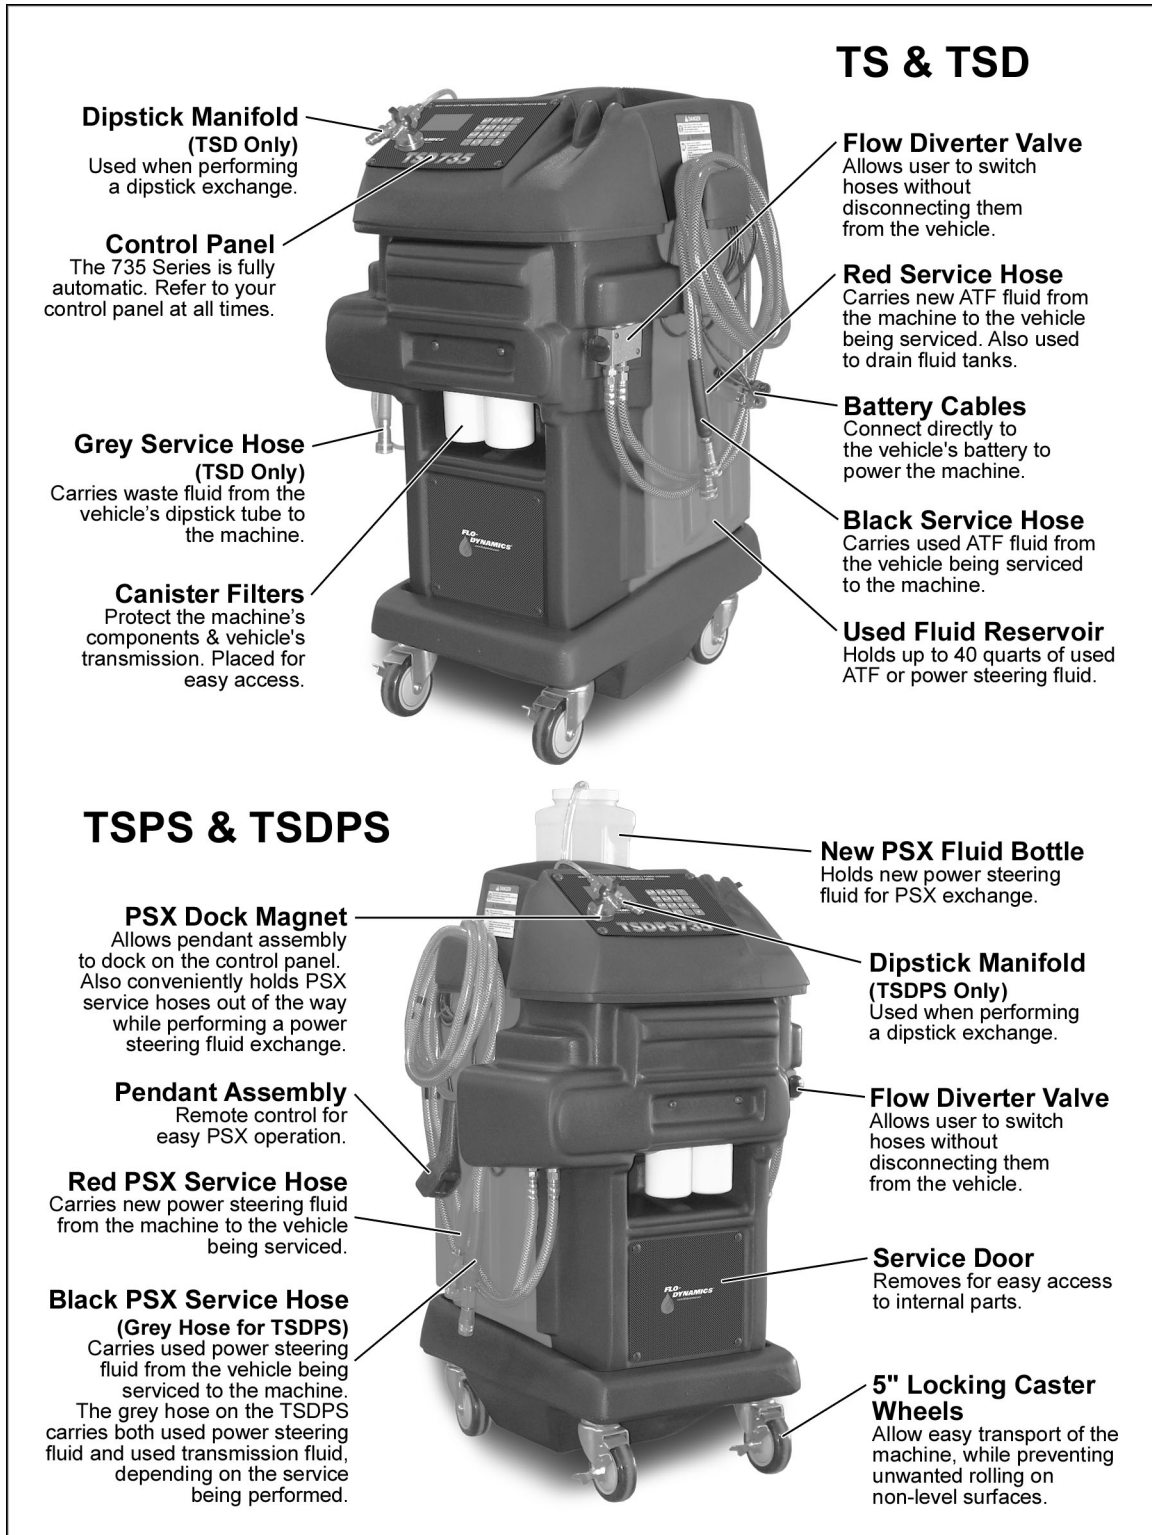 TS & TSD
Dipstick Manifold
(TSD Only)
Used when performing
a dipstick exchange.
Control Panel
The 735 Series is fully
automatic. Refer to your
control panel at all times.
Grey Service Hose
(TSD Only)
Carries waste fluid from the
vehicle’s dipstick tube to
the machine.
Canister Filters
Protect the machine’s
components & vehicle's
transmission. Placed for
easy access.
TSD735
DANGER
FLO-
DYNAMICS
Flow Diverter Valve
Allows user to switch
hoses without
disconnecting them
from the vehicle.
Red Service Hose
Carries new ATF fluid from
the machine to the vehicle
being serviced. Also used
to drain fluid tanks.
Battery Cables
Connect directly to
the vehicle's battery to
power the machine.
Black Service Hose
Carries used ATF fluid from
the vehicle being serviced
to the machine.
Used Fluid Reservoir
Holds up to 40 quarts of used
ATF or power steering fluid.
TSPS & TSDPS
PSX Dock Magnet
Allows pendant assembly
to dock on the control panel.
Also conveniently holds PSX
service hoses out of the way
while performing a power
steering fluid exchange.
Pendant Assembly
Remote control for
easy PSX operation.
Red PSX Service Hose
Carries new power steering fluid
from the machine to the vehicle
being serviced.
Black PSX Service Hose
(Grey Hose for TSDPS)
Carries used power steering
fluid from the vehicle being
serviced to the machine.
The grey hose on the TSDPS
carries both used power steering
fluid and used transmission fluid,
depending on the service
being performed.
TSDPS735
FLO-
DYNAMICS
New PSX Fluid Bottle
Holds new power steering
fluid for PSX exchange.
Dipstick Manifold
(TSDPS Only)
Used when performing
a dipstick exchange.
Flow Diverter Valve
Allows user to switch
hoses without
disconnecting them
from the vehicle.
Service Door
Removes for easy access
to internal parts.
5" Locking Caster
Wheels
Allow easy transport of the
machine, while preventing
unwanted rolling on
non-level surfaces.